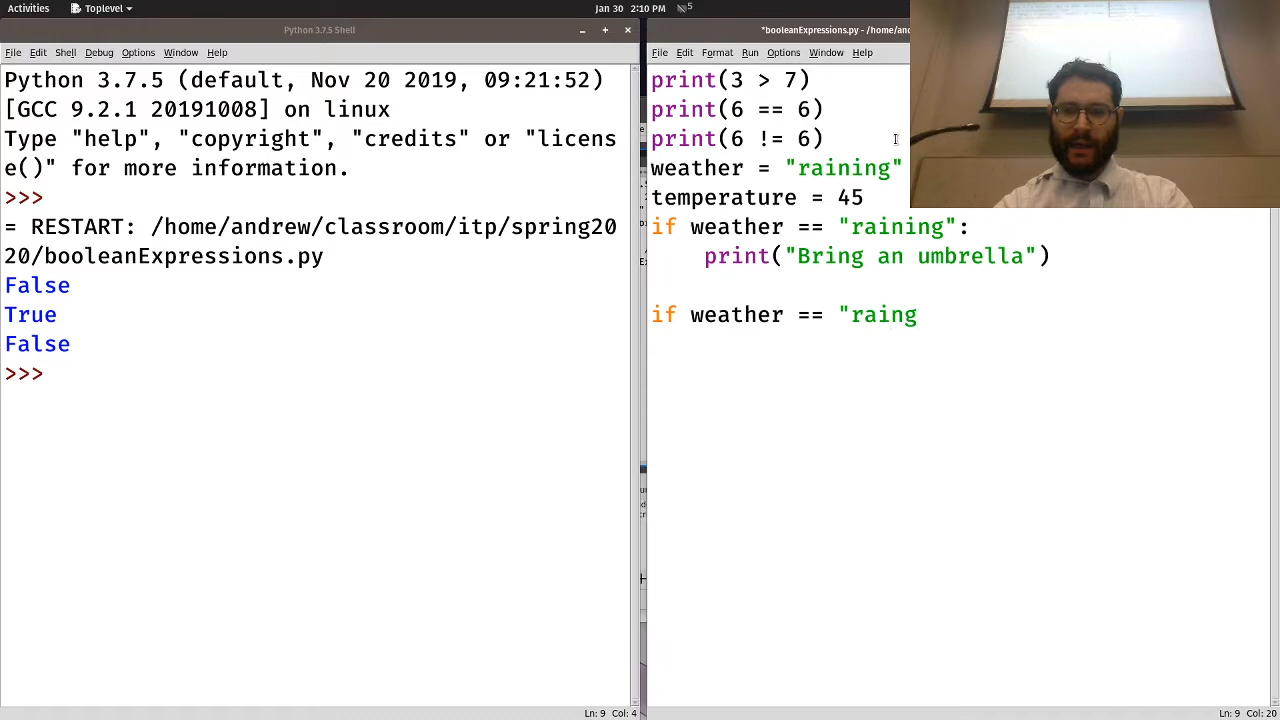 Activities
Toplevel
Jan 30 2:10 PM
5
Python 3.7.5 Shell
File Edit Shell Debug Options Window Help
Python 3.7.5 (default, Nov 20 2019, 09:21:52)
[GCC 9.2.1 20191008] on linux
Type "help", "copyright", "credits" or "licens
e()" for more information.
>>>
= RESTART: /home/andrew/classroom/itp/spring20
20/booleanExpressions.py
False
True
False
>>>
Ln: 9 Col: 4
*booleanExpressions.py - /home/and
File Edit Format Run Options Window Help
print(3 > 7)
print(6 == 6)
print(6 != 6)
weather = "raining"
temperature = 45
if weather == "raining":
    print("Bring an umbrella")
if weather == "raing
Ln: 9 Col: 20